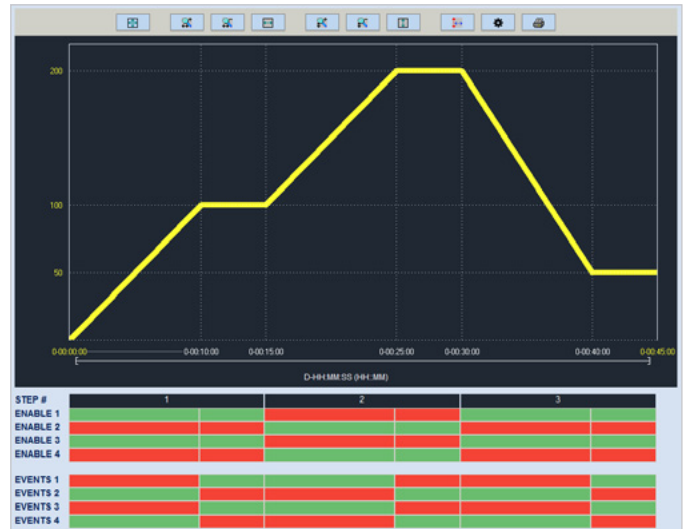 200
100
50
0-00:00:00 0-00:10:00 0-00:15:00 0-00:25:00 0-00:30:00 0-00:40:00 0-00:45:00
D-HH:MM:SS (HH:;MM)
STEP # 1 2 3
ENABLE 1
ENABLE 2
ENABLE 3
ENABLE 4
EVENTS 1
EVENTS 2
EVENTS 3
EVENTS 4